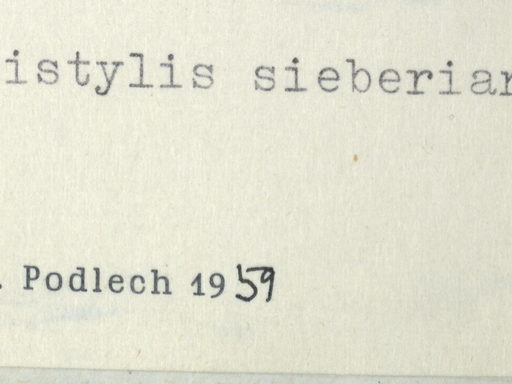 istylis sieberian
. Podlech 1959